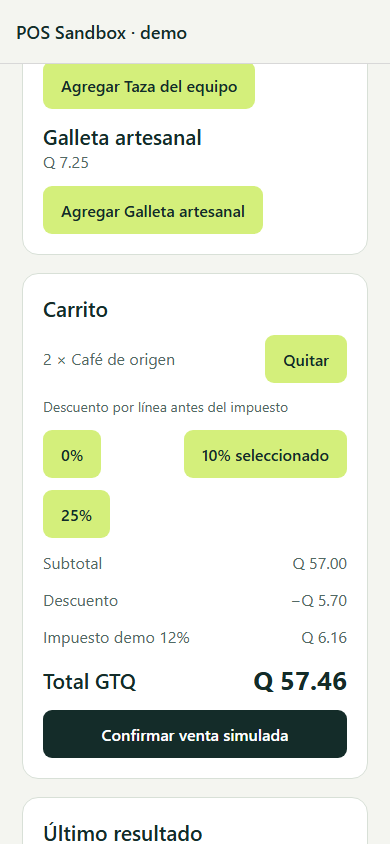 POS Sandbox · demo
Agregar Taza del equipo
Galleta artesanal
Q 7.25
Agregar Galleta artesanal
Carrito
2 × Café de origen
Quitar
Descuento por línea antes del impuesto
0%
10% seleccionado
25%
Subtotal Q 57.00
Descuento −Q 5.70
Impuesto demo 12% Q 6.16
Total GTQ Q 57.46
Confirmar venta simulada
Último resultado